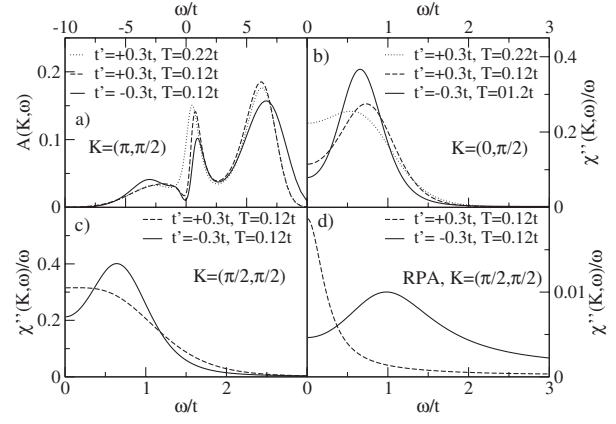 ω/t
ω/t
-10 -5 0 5 10
0 1 2 3
t'=+0.3t, T=0.22t
t'=+0.3t, T=0.12t
t'= -0.3t, T=0.12t
a)
K=(π,π/2)
A(K,ω)
0.2
0.1
0
b)
t'=+0.3t, T=0.22t
t'=+0.3t, T=0.12t
t'=-0.3t, T=01.2t
K=(0,π/2)
0.4
0.2
0
χ''(K,ω)/ω
c)
t'=+0.3t, T=0.12t
t'=-0.3t, T=0.12t
K=(π/2,π/2)
χ''(K,ω)/ω
0.4
0.2
0
0 1 2
ω/t
d)
t'=+0.3t, T=0.12t
t'= -0.3t, T=0.12t
RPA, K=(π/2,π/2)
0.01
0
χ''(K,ω)/ω
0 1 2 3
ω/t